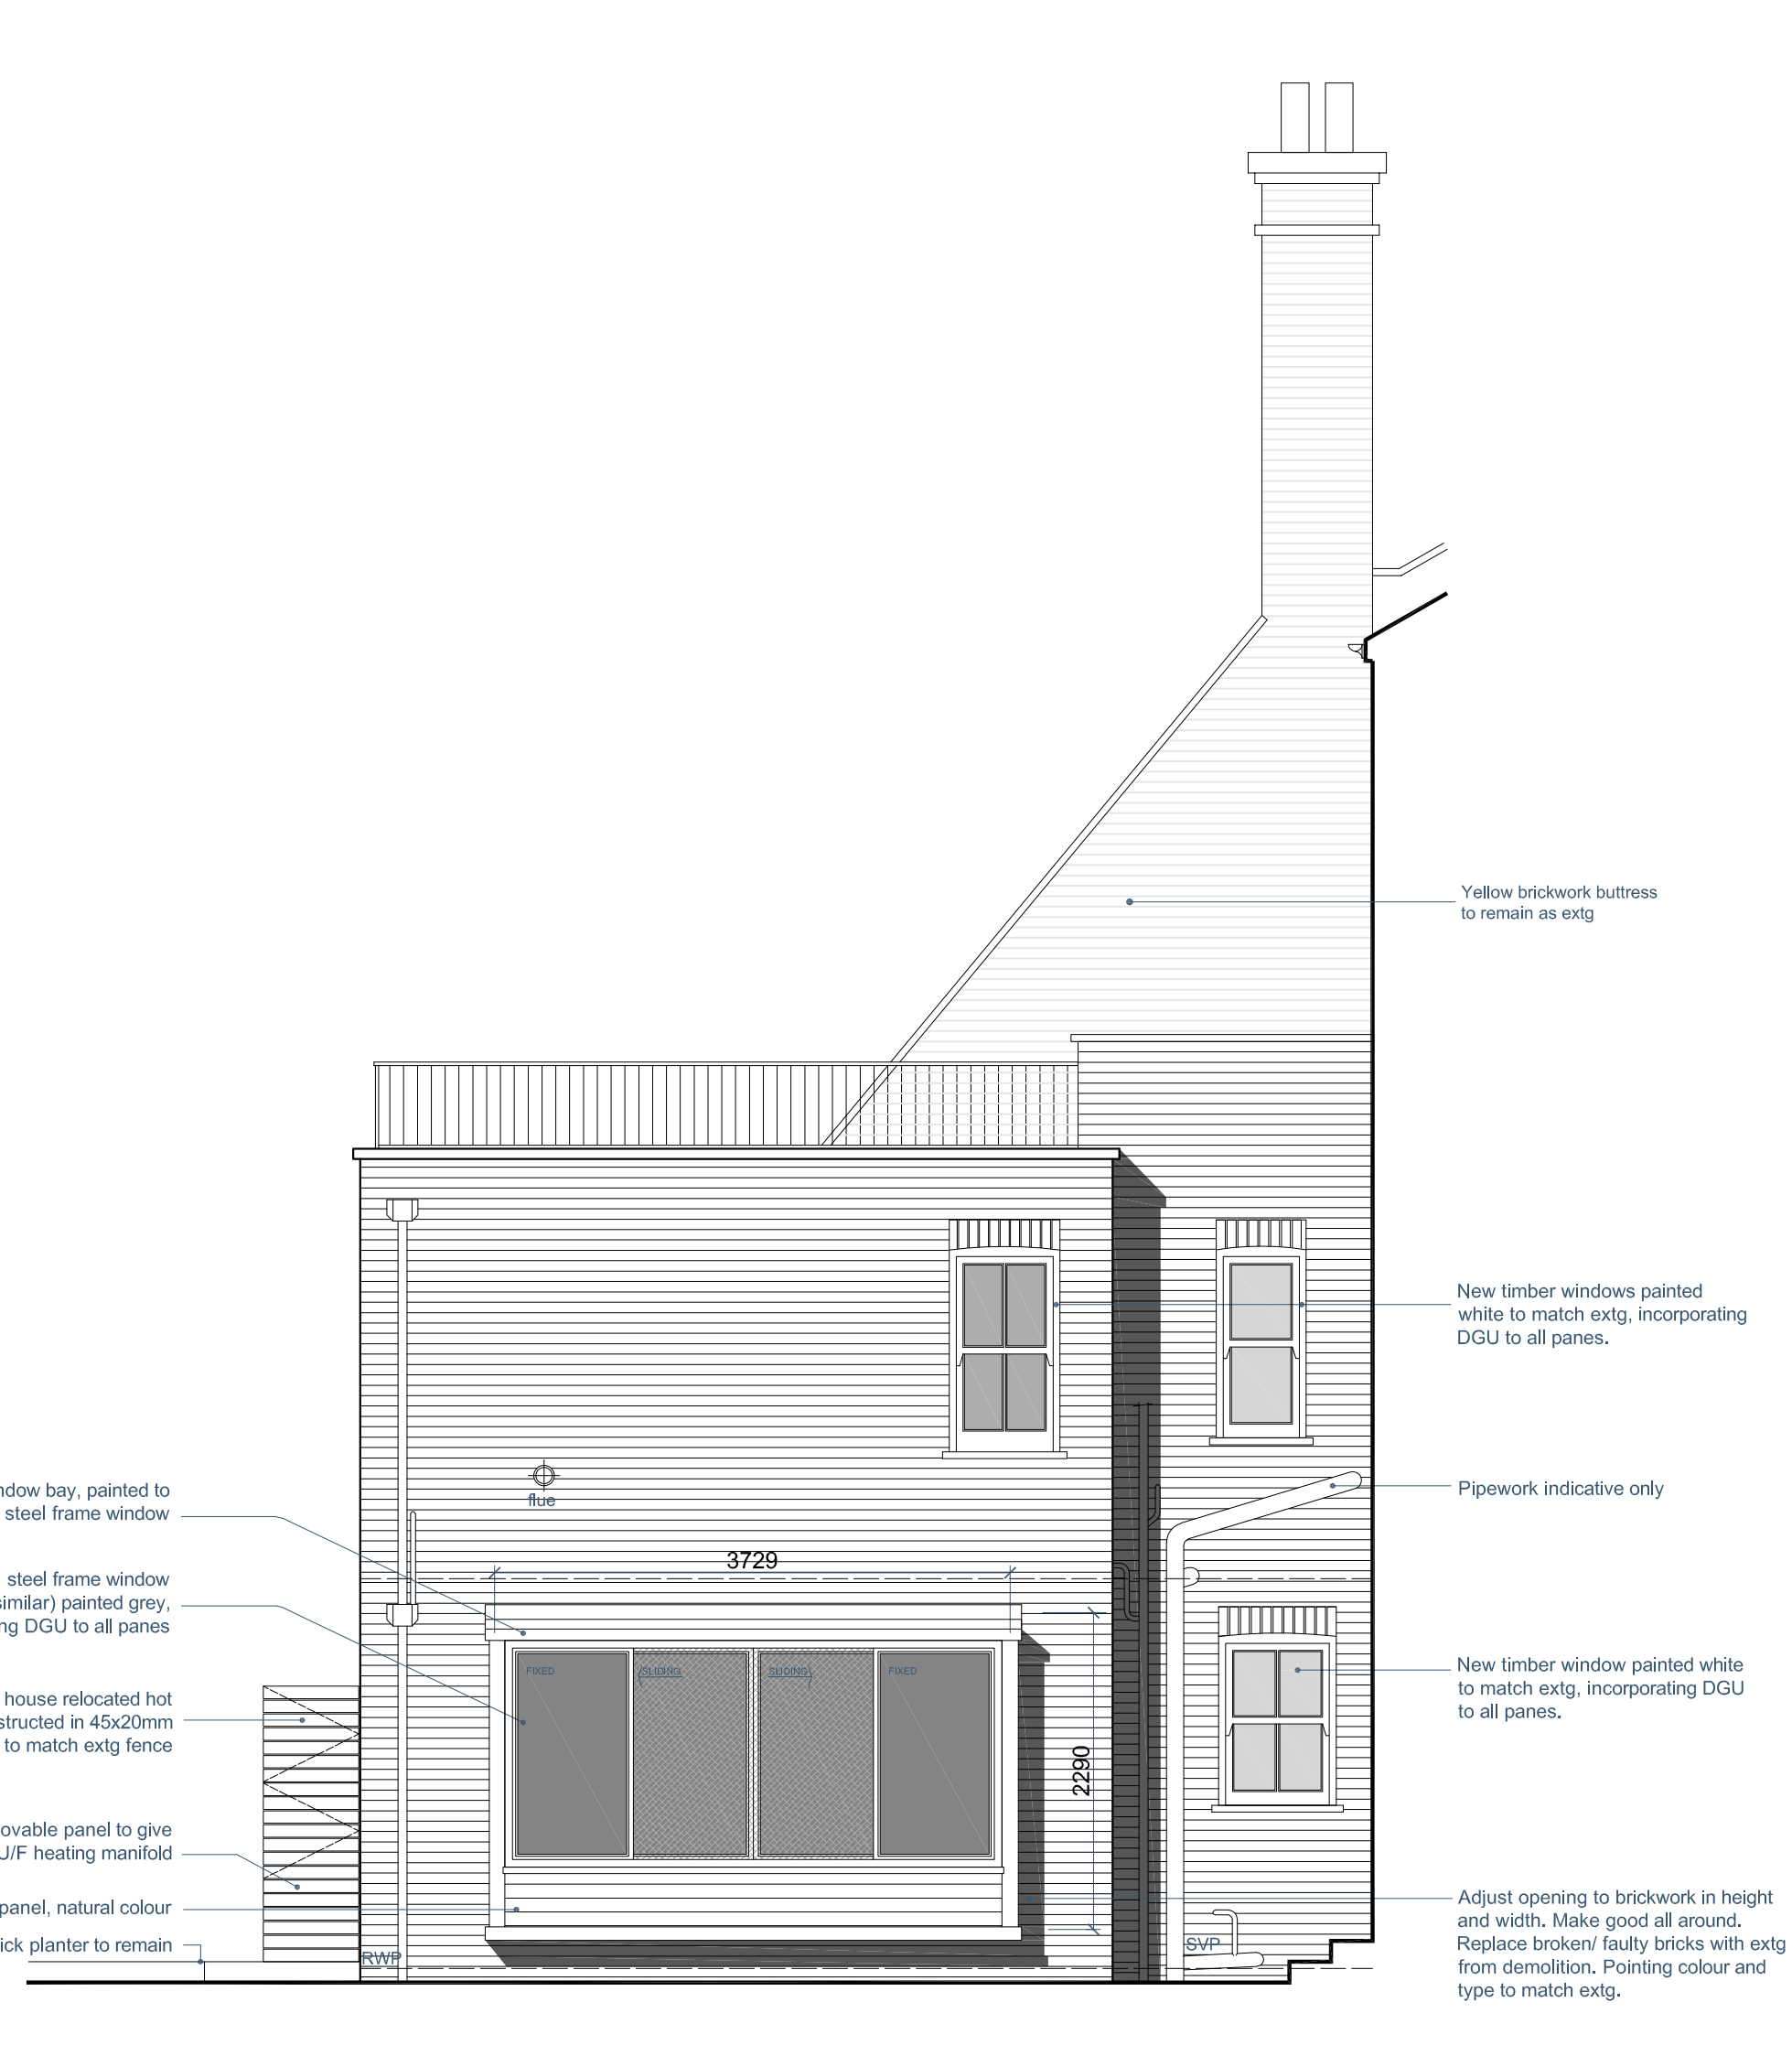 Yellow brickwork buttress
to remain as extg
New timber windows painted
white to match extg, incorporating
DGU to all panes.
Pipework indicative only
New timber window painted white
to match extg, incorporating DGU
to all panes.
Adjust opening to brickwork in height
and width. Make good all around.
Replace broken/ faulty bricks with extg
from demolition. Pointing colour and
type to match extg.
ndow bay, painted to
steel frame window
steel frame window
similar) painted grey,
ng DGU to all panes
house relocated hot
structed in 45x20mm
to match extg fence
ovable panel to give
U/F heating manifold
panel, natural colour
ick planter to remain
flue
3729
FIXED
SLIDING
SLIDING
FIXED
2290
RWP
SVP